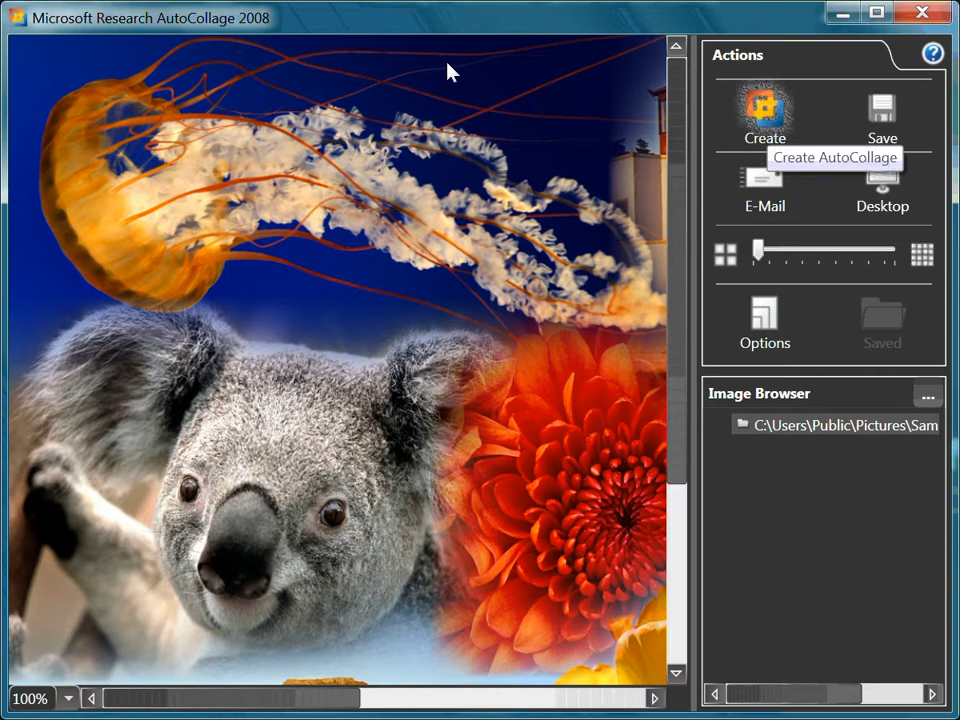 Microsoft Research AutoCollage 2008
Actions
?
Create
Save
Create AutoCollage
E-Mail
Desktop
Options
Saved
Image Browser
...
C:\Users\Public\Pictures\Sam
100%